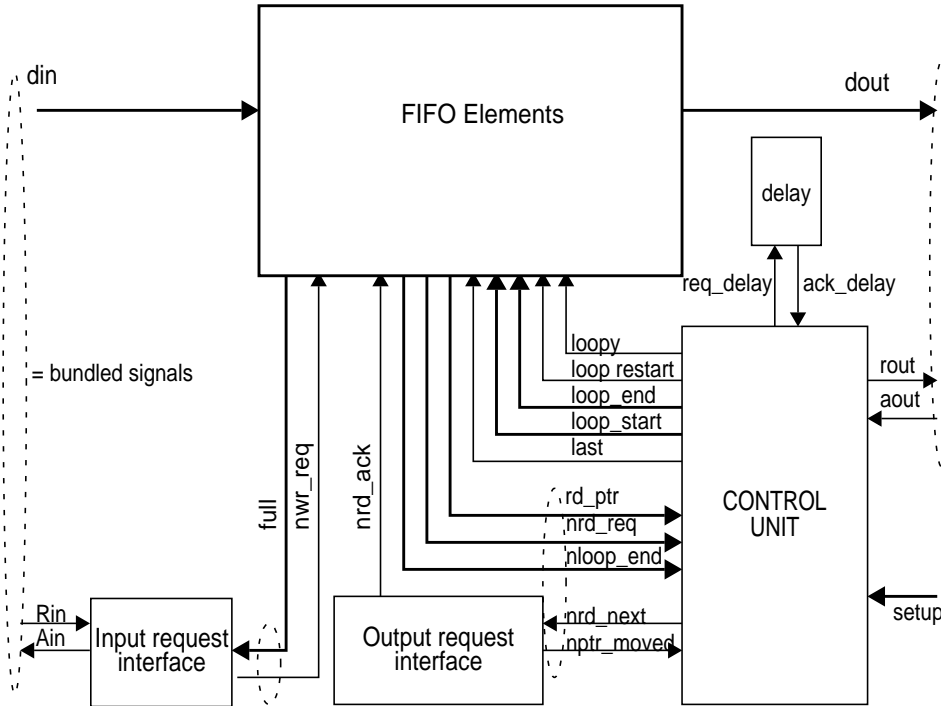 din
FIFO Elements
dout
delay
req_delay
ack_delay
loopy
loop restart
loop_end
loop_start
last
= bundled signals
rout
aout
full
nwr_req
nrd_ack
rd_ptr
nrd_req
nloop_end
CONTROL
UNIT
setup
Rin
Ain
Input request
interface
Output request
interface
nrd_next
nptr_moved